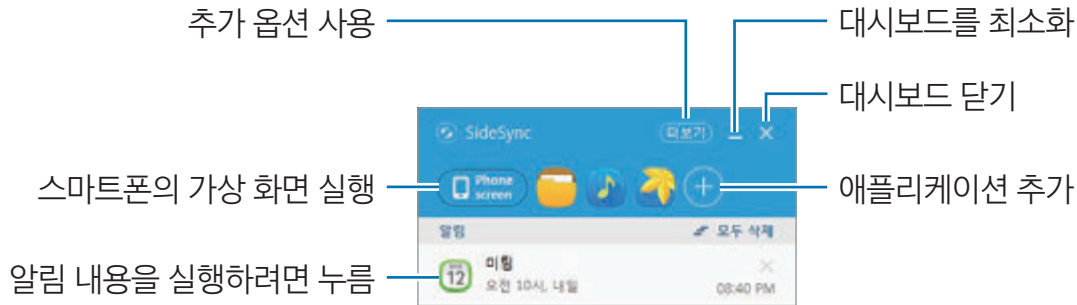 추가 옵션 사용
대시보드를 최소화
대시보드 닫기
SideSync
더보기
스마트폰의 가상 화면 실행
Phone screen
애플리케이션 추가
알림
모두 삭제
알림 내용을 실행하려면 누름
12
미팅
오전 10시, 내일
08:40 PM